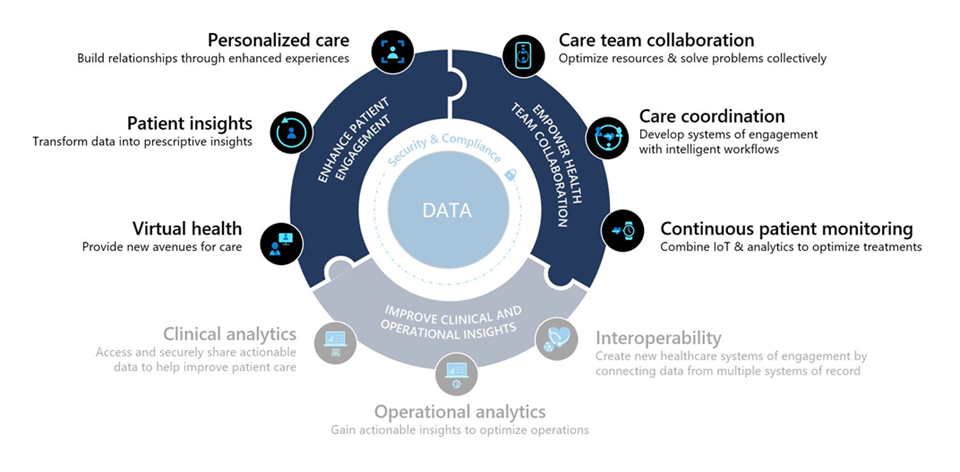 Personalized care
Build relationships through enhanced experiences
Patient insights
Transform data into prescriptive insights
Virtual health
Provide new avenues for care
Care team collaboration
Optimize resources & solve problems collectively
Care coordination
Develop systems of engagement
with intelligent workflows
Continuous patient monitoring
Combine IoT & analytics to optimize treatments
ENHANCE PATIENT
ENGAGEMENT
EMPOWER HEALTH
TEAM COLLABORATION
Security & Compliance
DATA
IMPROVE CLINICAL AND
OPERATIONAL INSIGHTS
Clinical analytics
Access and securely share actionable
data to help improve patient care
Interoperability
Create new healthcare systems of engagement by
connecting data from multiple systems of record
Operational analytics
Gain actionable insights to optimize operations